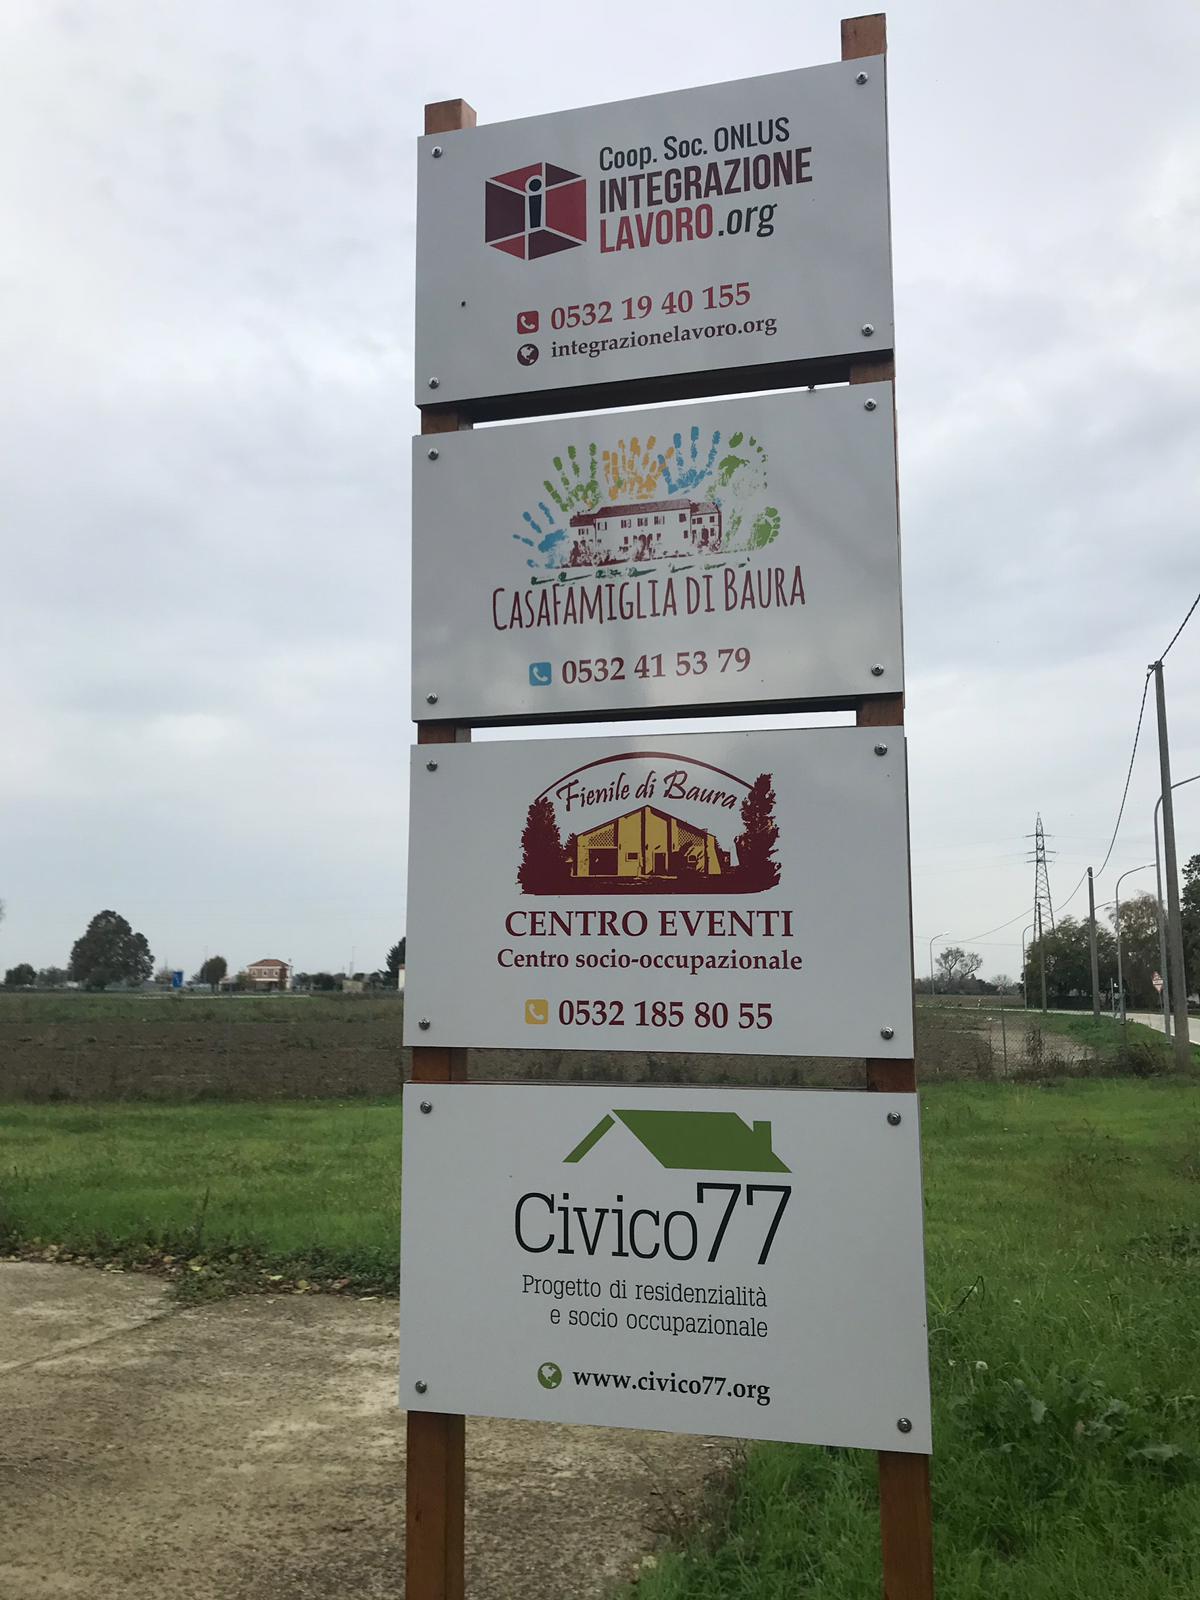 Coop. Soc. ONLUS
INTEGRAZIONE
LAVORO.org
0532 19 40 155
integrazionelavoro.org
CASAFAMIGLIA DI BAURA
0532 41 53 79
Fienile di Baura
CENTRO EVENTI
Centro socio-occupazionale
0532 185 80 55
Civico77
Progetto di residenzialità
e socio occupazionale
www.civico77.org